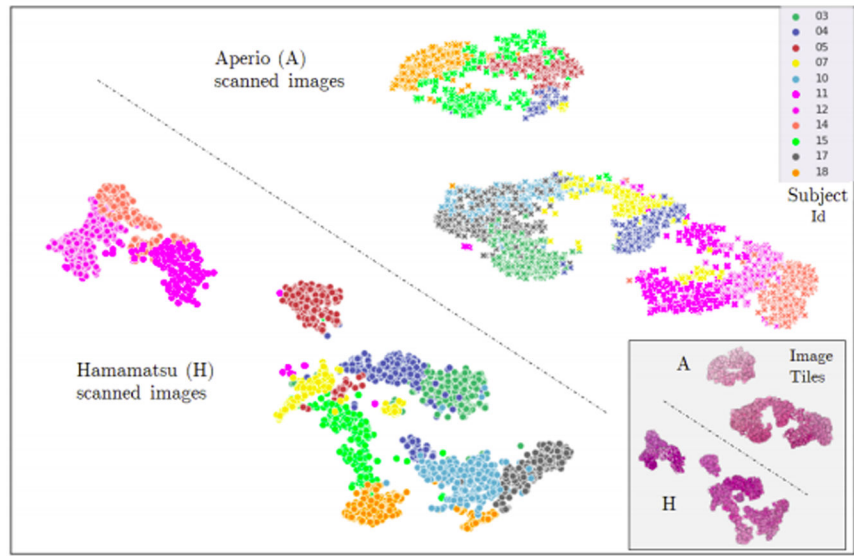 Aperio (A)
scanned images
03
04
05
07
10
11
12
14
15
17
18
Subject
Id
Hamamatsu (H)
scanned images
A
Image
Tiles
H